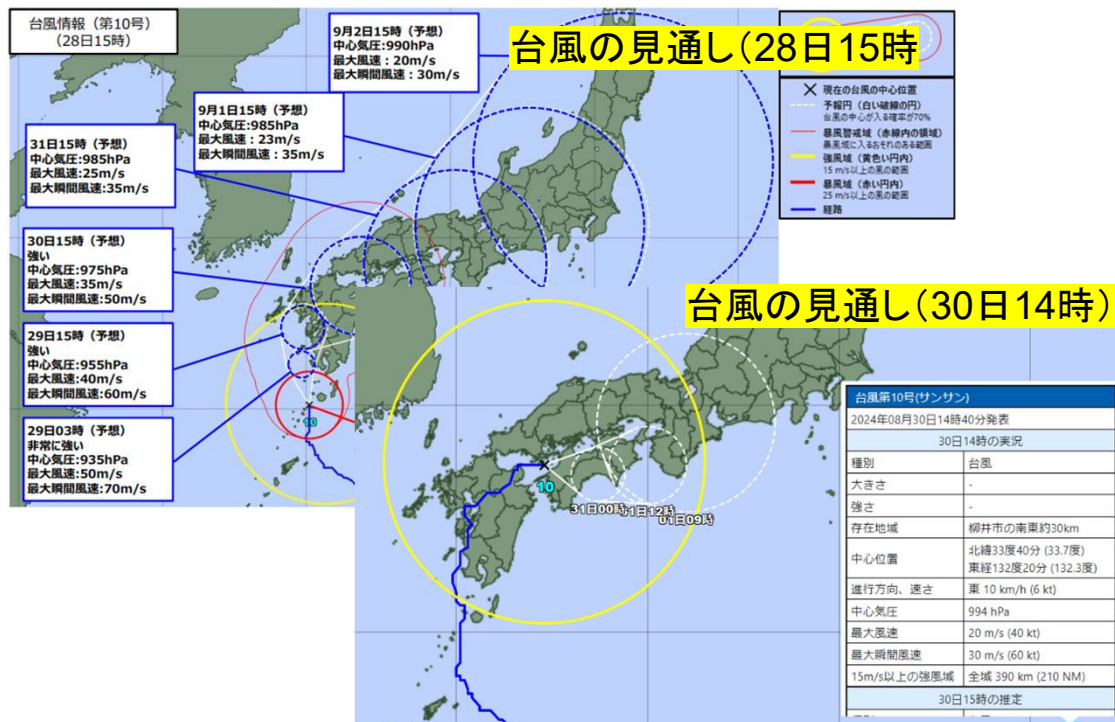 台風情報（第10号）
（28日15時）
9月2日15時（予想）
中心気圧:990hPa
最大風速：20m/s
最大瞬間風速：30m/s
台風の見通し(28日15時
9月1日15時（予想）
中心気圧:985hPa
最大風速：23m/s
最大瞬間風速：35m/s
31日15時（予想）
中心気圧:985hPa
最大風速:25m/s
最大瞬間風速:35m/s
30日15時（予想）
強い
中心気圧:975hPa
最大風速:35m/s
最大瞬間風速:50m/s
29日15時（予想）
強い
中心気圧:955hPa
最大風速:40m/s
最大瞬間風速:60m/s
29日03時（予想）
非常に強い
中心気圧:935hPa
最大風速:50m/s
最大瞬間風速:70m/s
10
現在の台風の中心位置
予報円（白い破線の円）
台風の中心が入る確率が70%
暴風警戒域（赤線内の領域）
暴風域に入るおそれのある範囲
強風域（黄色い円内）
15 m/s以上の風の範囲
暴風域（赤い円内）
25 m/s以上の風の範囲
経路
台風の見通し(30日14時)
10
31日00時
31日12時
01日09時
台風第10号(サンサン)
2024年08月30日14時40分発表
30日14時の実況
種別 台風
大きさ -
強さ -
存在地域 柳井市の南東約30km
中心位置 北緯33度40分 (33.7度)
東経132度20分 (132.3度)
進行方向、速さ 東 10 km/h (6 kt)
中心気圧 994 hPa
最大風速 20 m/s (40 kt)
最大瞬間風速 30 m/s (60 kt)
15m/s以上の強風域 全域 390 km (210 NM)
30日15時の推定